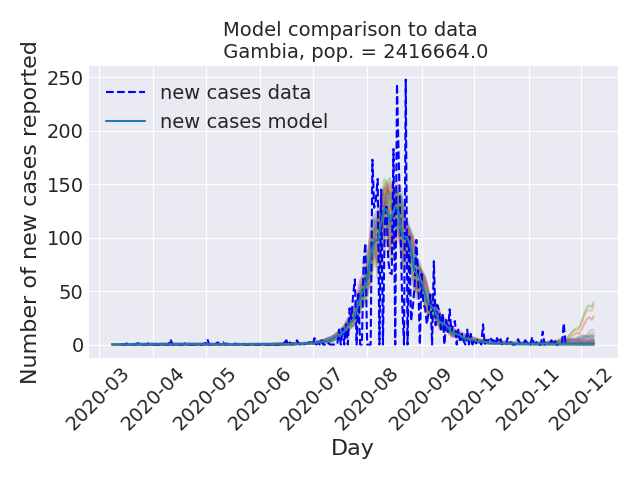 Model comparison to data
Gambia, pop. = 2416664.0
Number of new cases reported
250
200
150
100
50
0
new cases data
new cases model
2020-03
2020-04
2020-05
2020-06
2020-07
2020-08
2020-09
2020-10
2020-11
2020-12
Day